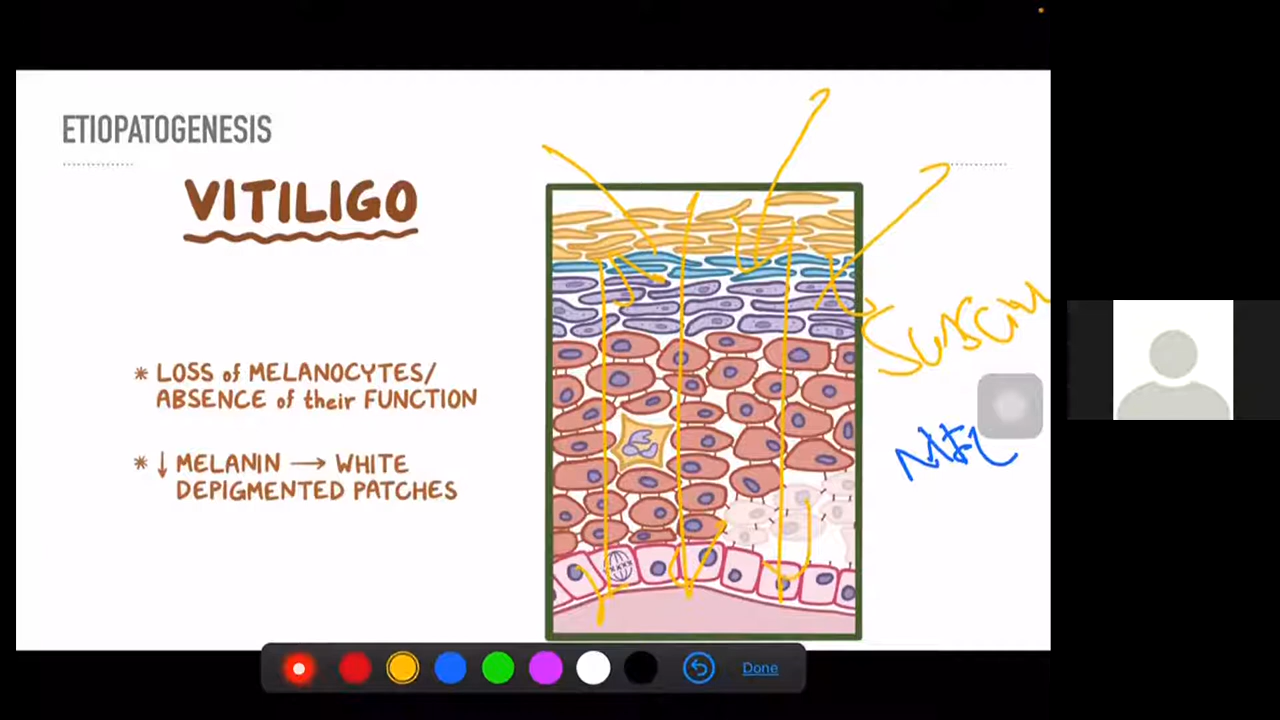 ETIOPATOGENESIS
VITILIGO
* LOSS of MELANOCYTES/
ABSENCE of their FUNCTION
* ↓ MELANIN → WHITE
DEPIGMENTED PATCHES
Done